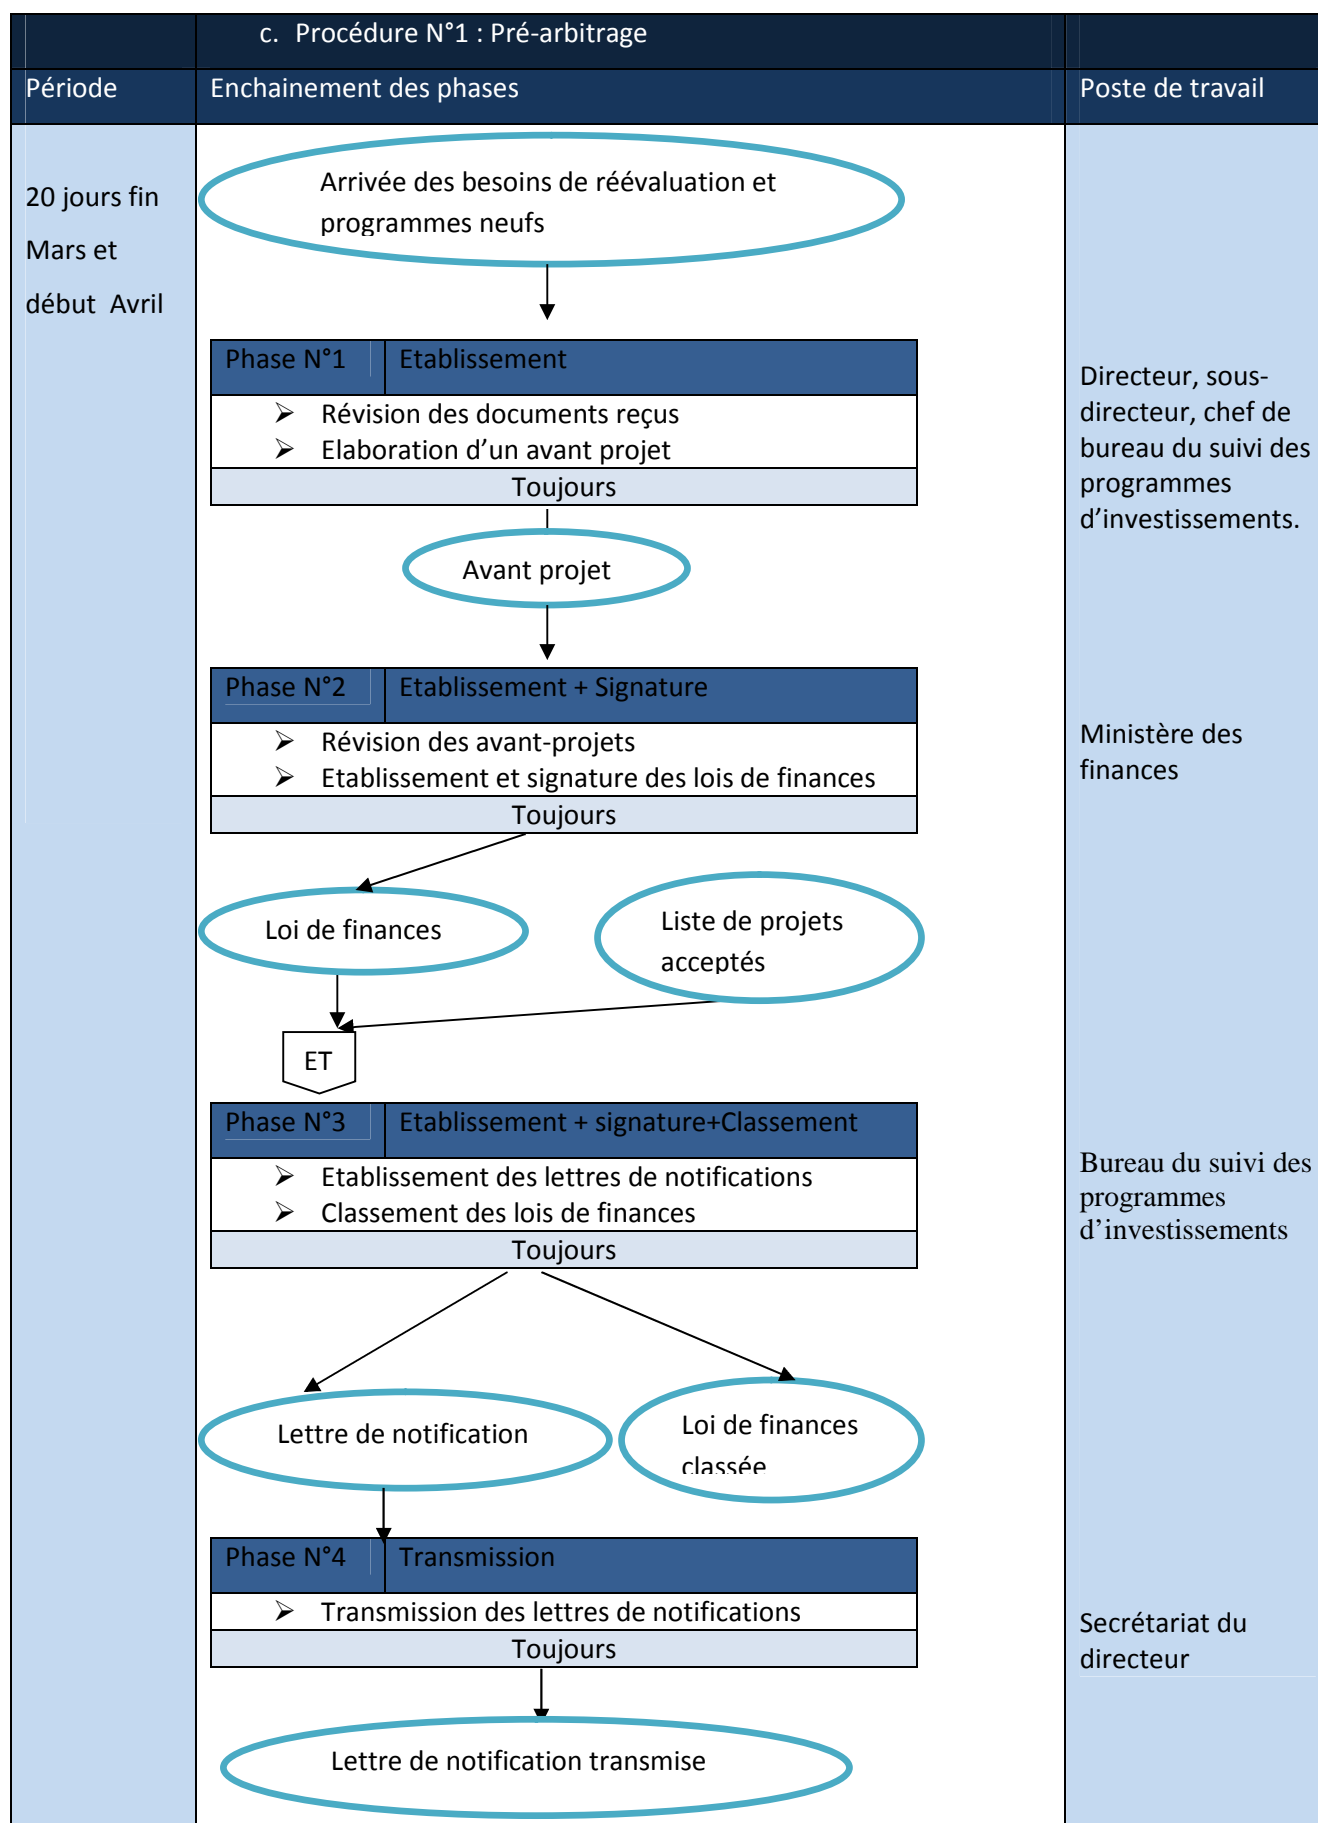 c. Procédure N°1 : Pré-arbitrage
Période
Enchainement des phases
Poste de travail
20 jours fin
Mars et
début Avril
Arrivée des besoins de réévaluation et
programmes neufs
Phase N°1
Etablissement
➢ Révision des documents reçus
➢ Elaboration d’un avant projet
Toujours
Directeur, sous-
directeur, chef de
bureau du suivi des
programmes
d’investissements.
Avant projet
Phase N°2
Etablissement + Signature
➢ Révision des avant-projets
➢ Etablissement et signature des lois de finances
Toujours
Ministère des
finances
Loi de finances
Liste de projets
acceptés
ET
Phase N°3
Etablissement + signature+Classement
➢ Etablissement des lettres de notifications
➢ Classement des lois de finances
Toujours
Bureau du suivi des
programmes
d’investissements
Lettre de notification
Loi de finances
classée
Phase N°4
Transmission
➢ Transmission des lettres de notifications
Toujours
Secrétariat du
directeur
Lettre de notification transmise